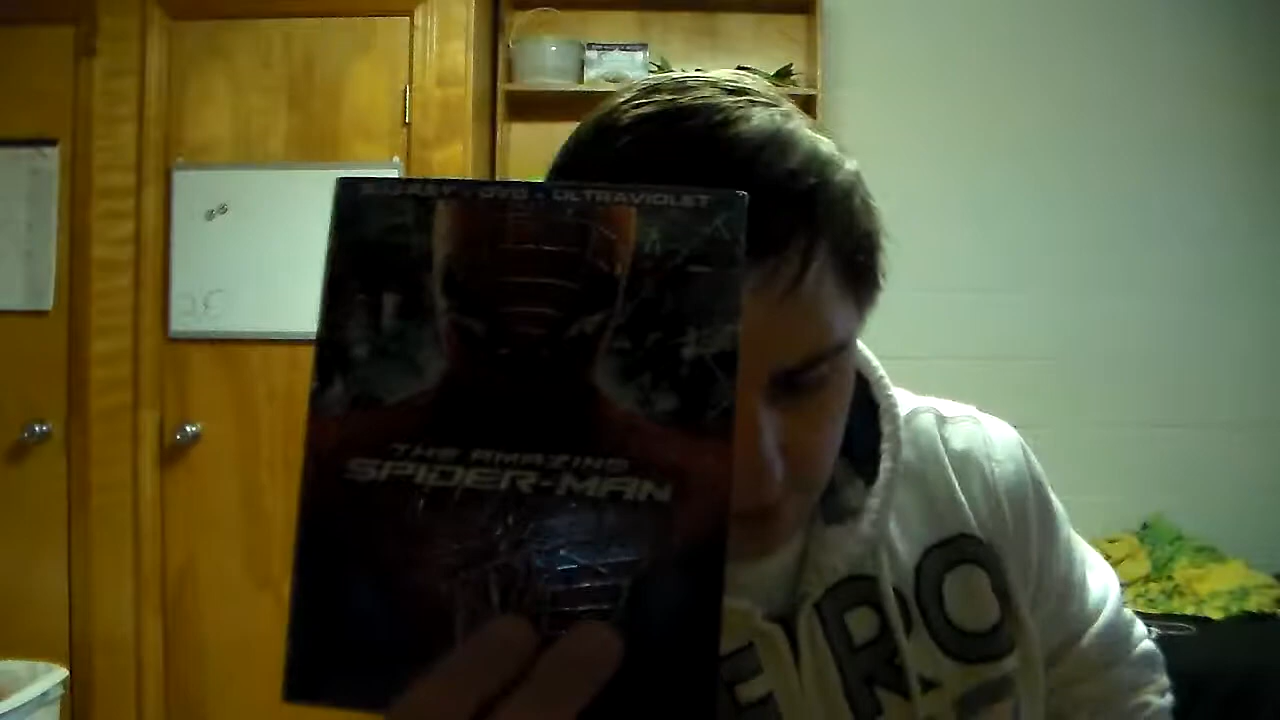 BLU-RAY + DVD + ULTRAVIOLET
THE AMAZING
SPIDER-MAN